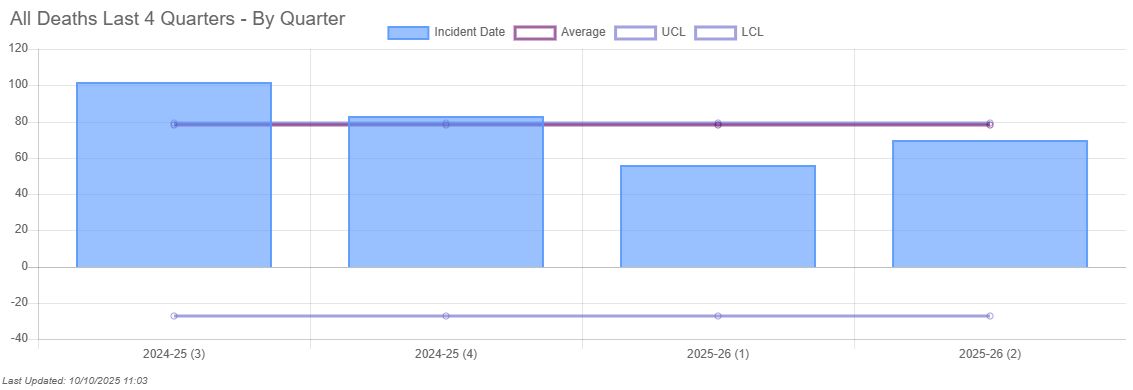 All Deaths Last 4 Quarters - By Quarter
Incident Date Average UCL LCL
120
100
80
60
40
20
0
-20
-40
2024-25 (3) 2024-25 (4) 2025-26 (1) 2025-26 (2)
Last Updated: 10/10/2025 11:03